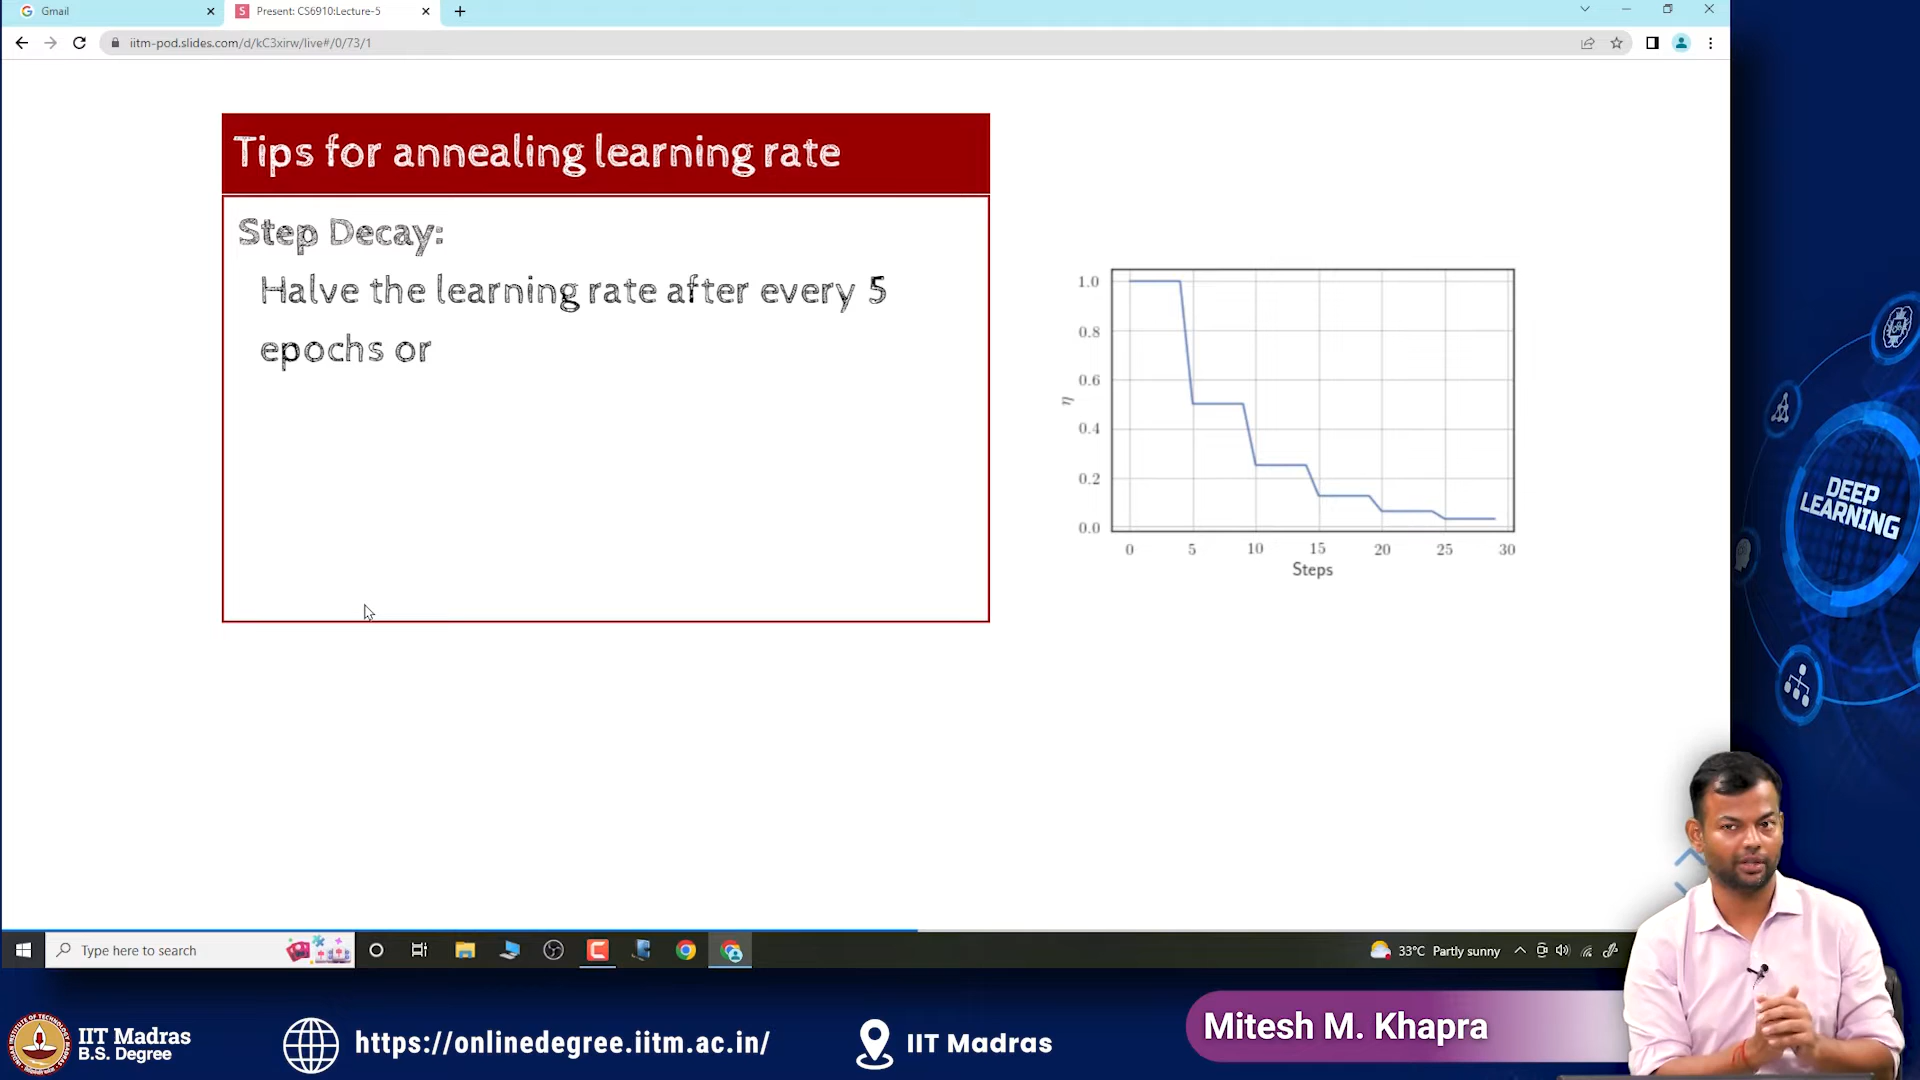 Gmail
Present: CS6910:Lecture-5
iitm-pod.slides.com/d/kC3xirw/live#/0/73/1
Tips for annealing learning rate
Step Decay:
Halve the learning rate after every 5
epochs or
1.0
0.8
0.6
0.4
0.2
0.0
η
0 5 10 15 20 25 30
Steps
DEEP
LEARNING
Type here to search
33°C Partly sunny
IIT Madras
B.S. Degree
https://onlinedegree.iitm.ac.in/
IIT Madras
Mitesh M. Khapra